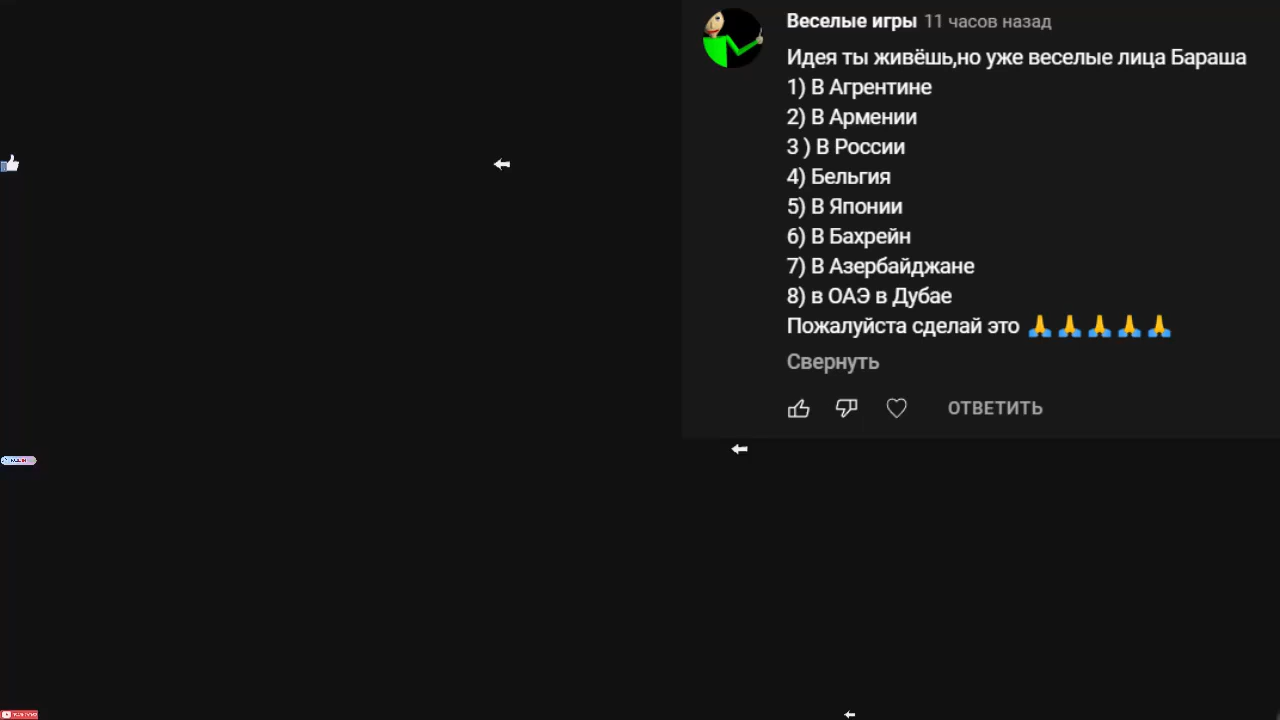 Веселые игры 11 часов назад
Идея ты живёшь,но уже веселые лица Бараша
1) В Агрентине
2) В Армении
3 ) В России
4) Бельгия
5) В Японии
6) В Бахрейн
7) В Азербайджане
8) в ОАЭ в Дубае
Пожалуйста сделай это 🙏🙏🙏🙏🙏
Свернуть
ОТВЕТИТЬ